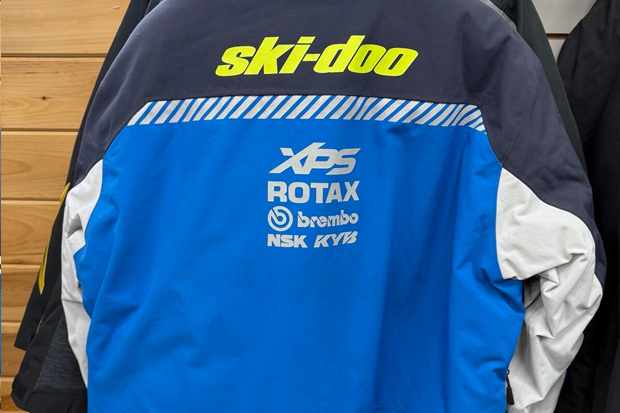 ski-doo
XPS
ROTAX
brembo
NSK KYB